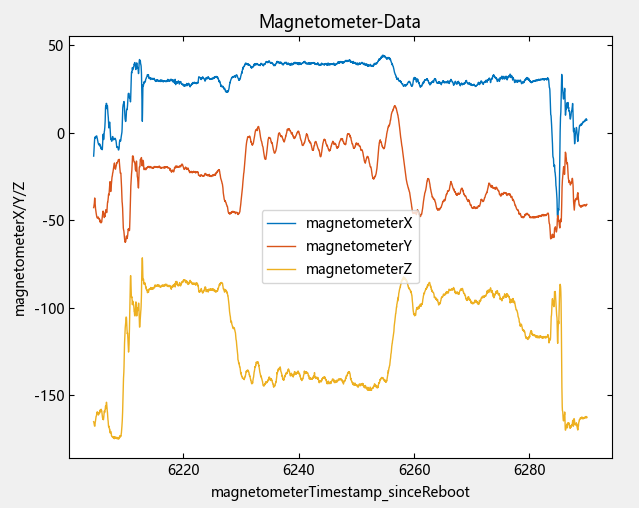 Magnetometer-Data
magnetometerX/Y/Z
50
0
-50
-100
-150
magnetometerX
magnetometerY
magnetometerZ
6220
6240
6260
6280
magnetometerTimestamp_sinceReboot